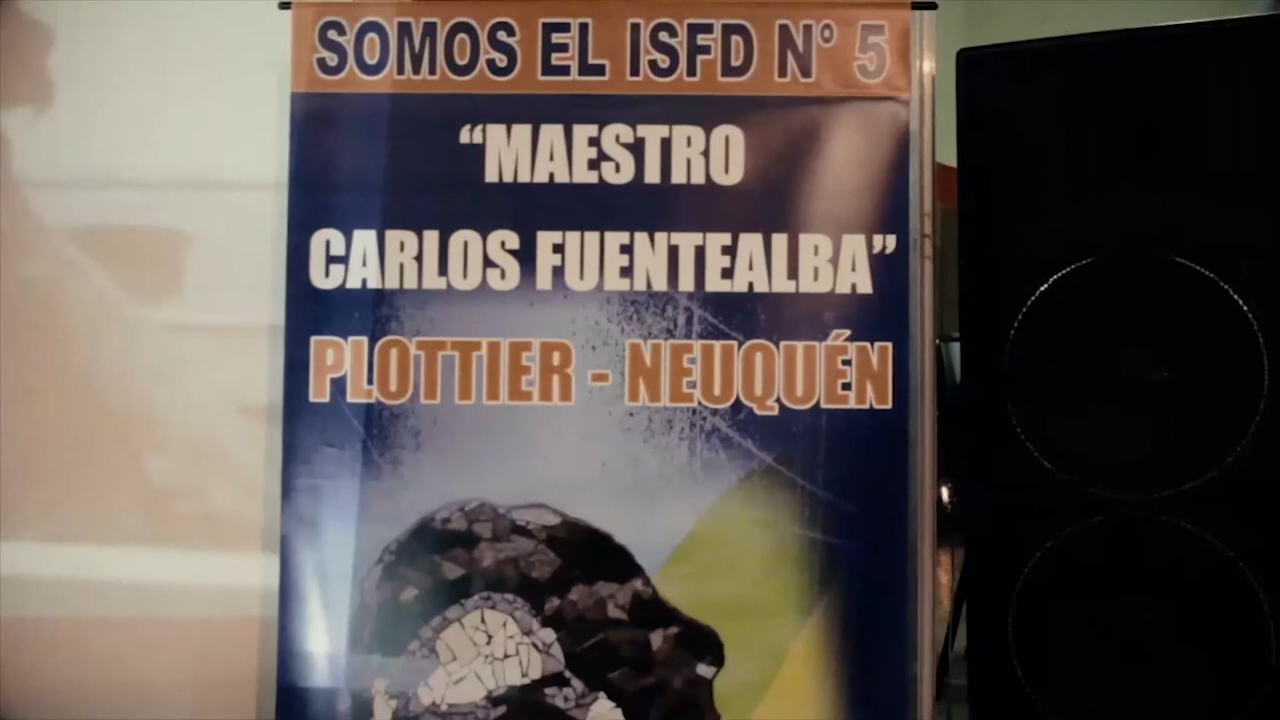 SOMOS EL ISFD N° 5
“MAESTRO
CARLOS FUENTEALBA”
PLOTTIER - NEUQUÉN